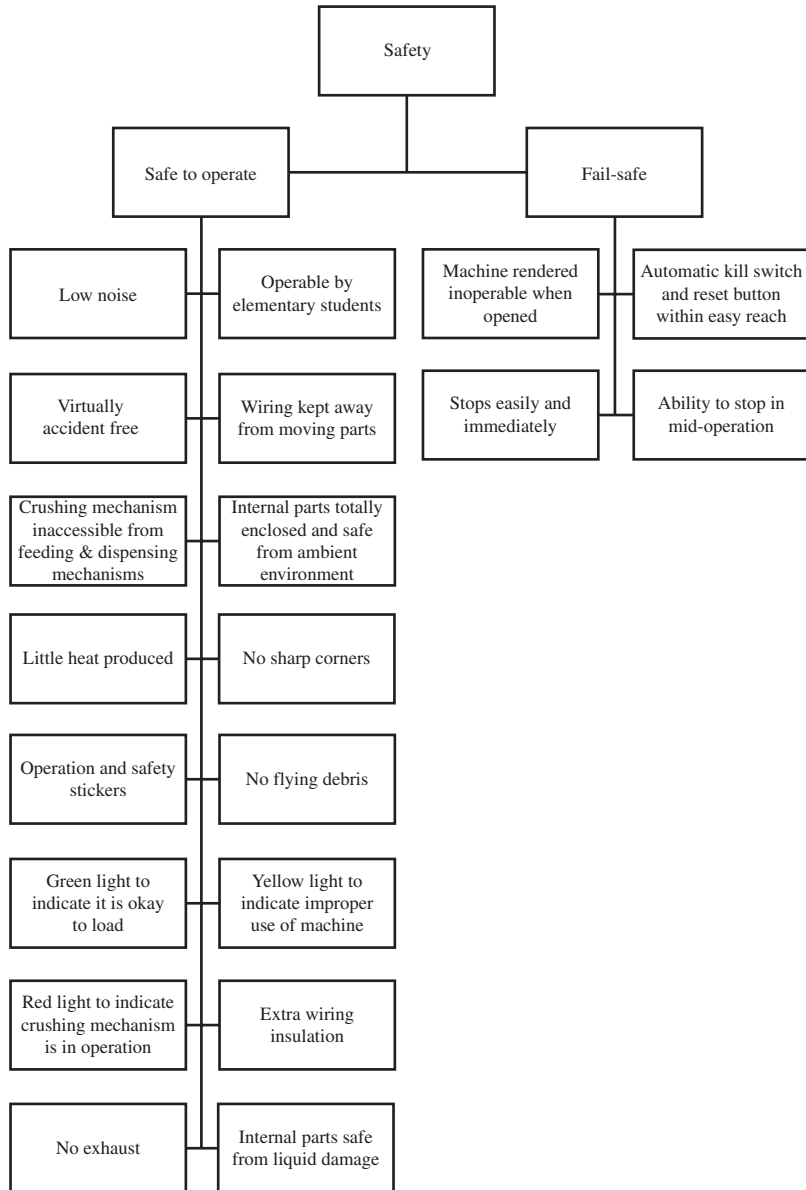 Safety
Safe to operate
Fail-safe
Low noise
Operable by
elementary students
Machine rendered
inoperable when
opened
Automatic kill switch
and reset button
within easy reach
Virtually
accident free
Wiring kept away
from moving parts
Stops easily and
immediately
Ability to stop in
mid-operation
Crushing mechanism
inaccessible from
feeding & dispensing
mechanisms
Internal parts totally
enclosed and safe
from ambient
environment
Little heat produced
No sharp corners
Operation and safety
stickers
No flying debris
Green light to
indicate it is okay
to load
Yellow light to
indicate improper
use of machine
Red light to indicate
crushing mechanism
is in operation
Extra wiring
insulation
No exhaust
Internal parts safe
from liquid damage